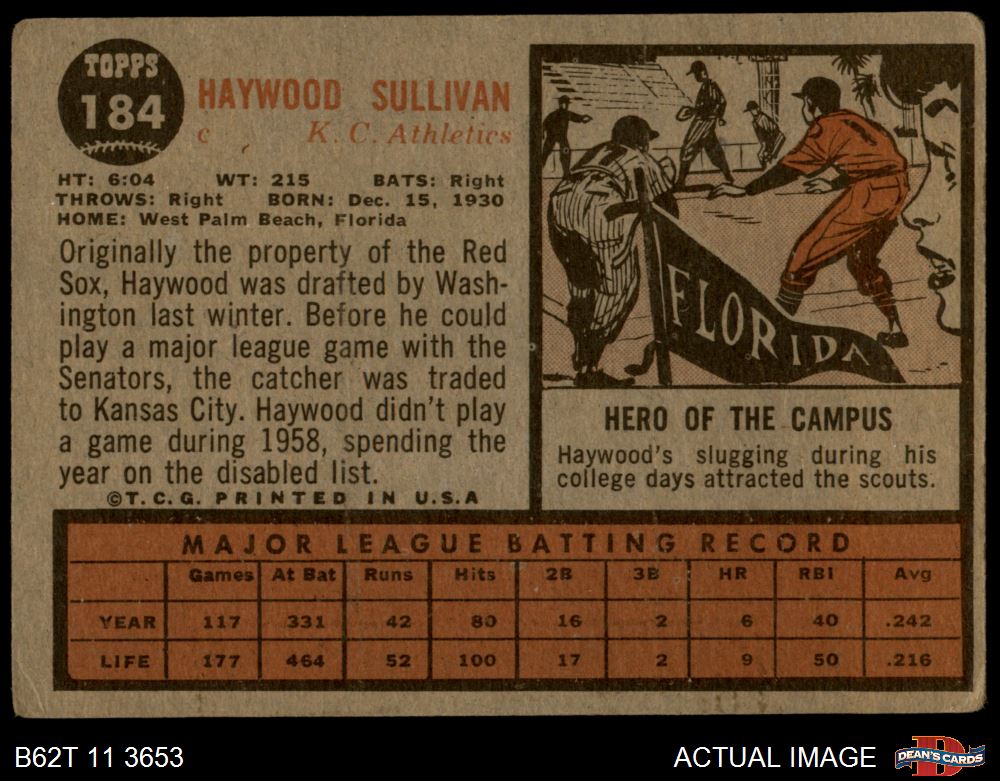 TOPPS
184
HAYWOOD SULLIVAN
c K. C. Athletics
HT: 6:04 WT: 215 BATS: Right
THROWS: Right BORN: Dec. 15, 1930
HOME: West Palm Beach, Florida
Originally the property of the Red
Sox, Haywood was drafted by Wash-
ington last winter. Before he could
play a major league game with the
Senators, the catcher was traded
to Kansas City. Haywood didn't play
a game during 1958, spending the
year on the disabled list.
©T.C.G. PRINTED IN U.S.A
FLORIDA
HERO OF THE CAMPUS
Haywood's slugging during his
college days attracted the scouts.
MAJOR LEAGUE BATTING RECORD
Games At Bat Runs Hits 2B 3B HR RBI Avg
YEAR 117 331 42 80 16 2 6 40 .242
LIFE 177 464 52 100 17 2 9 50 .216
B62T 11 3653
ACTUAL IMAGE
D
DEAN'S CARDS